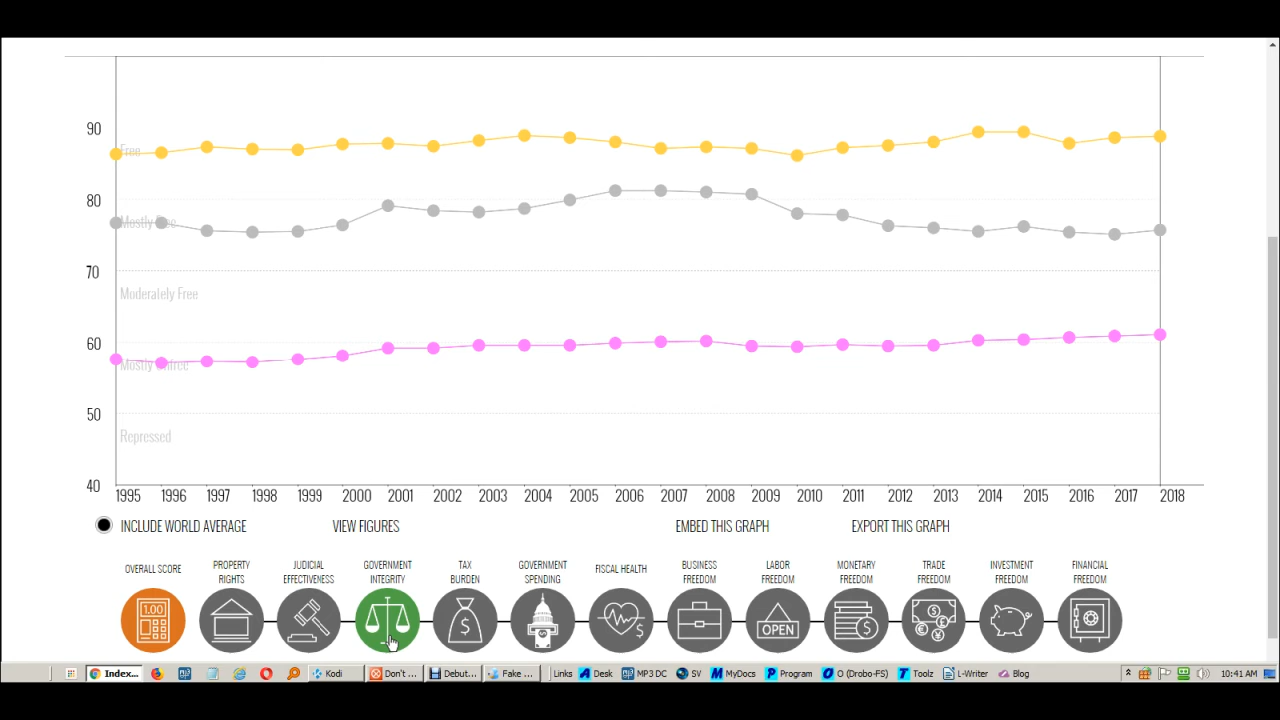 90
Free
80
Mostly Free
70
Moderately Free
60
Mostly Unfree
50
Repressed
40
1995 1996 1997 1998 1999 2000 2001 2002 2003 2004 2005 2006 2007 2008 2009 2010 2011 2012 2013 2014 2015 2016 2017 2018
INCLUDE WORLD AVERAGE VIEW FIGURES EMBED THIS GRAPH EXPORT THIS GRAPH
OVERALL SCORE
PROPERTY
RIGHTS
JUDICIAL
EFFECTIVENESS
GOVERNMENT
INTEGRITY
TAX
BURDEN
GOVERNMENT
SPENDING
FISCAL HEALTH
BUSINESS
FREEDOM
LABOR
FREEDOM
MONETARY
FREEDOM
TRADE
FREEDOM
INVESTMENT
FREEDOM
FINANCIAL
FREEDOM
1.00
$
$
OPEN
$
$
€
¥
Index... Kodi Don't ... Debut... Fake ... Links A Desk MP3 DC SV M MyDocs P Program O O (Drobo-FS) T Toolz L-Writer Blog 10:41 AM